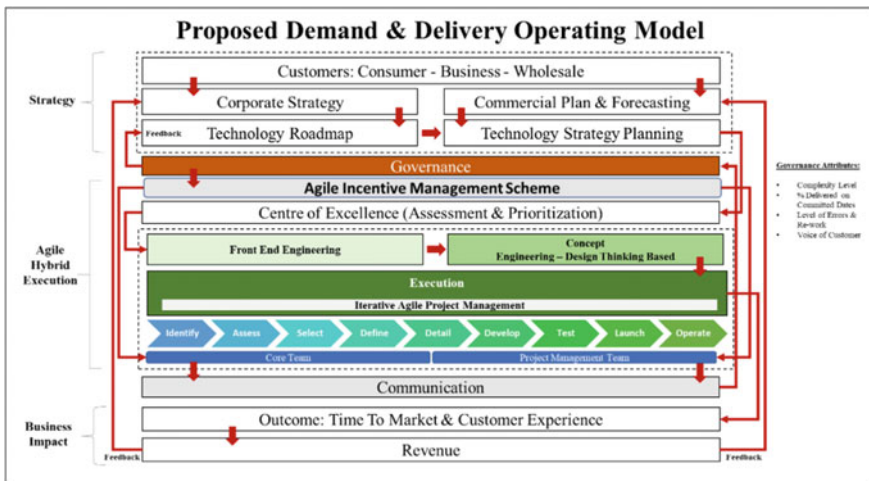 Proposed Demand & Delivery Operating Model
Strategy
Customers: Consumer - Business - Wholesale
Corporate Strategy
Commercial Plan & Forecasting
Feedback
Technology Roadmap
Technology Strategy Planning
Governance
Agile Incentive Management Scheme
Centre of Excellence (Assessment & Prioritization)
Governance Attributes:
• Complexity Level
• % Delivered on
Committed Dates
• Level of Errors &
Re-work
• Voice of Customer
Agile
Hybrid
Execution
Front End Engineering
Concept
Engineering – Design Thinking Based
Execution
Iterative Agile Project Management
Identify
Assess
Select
Define
Detail
Develop
Test
Launch
Operate
Core Team
Project Management Team
Communication
Business
Impact
Outcome: Time To Market & Customer Experience
Revenue
Feedback
Feedback